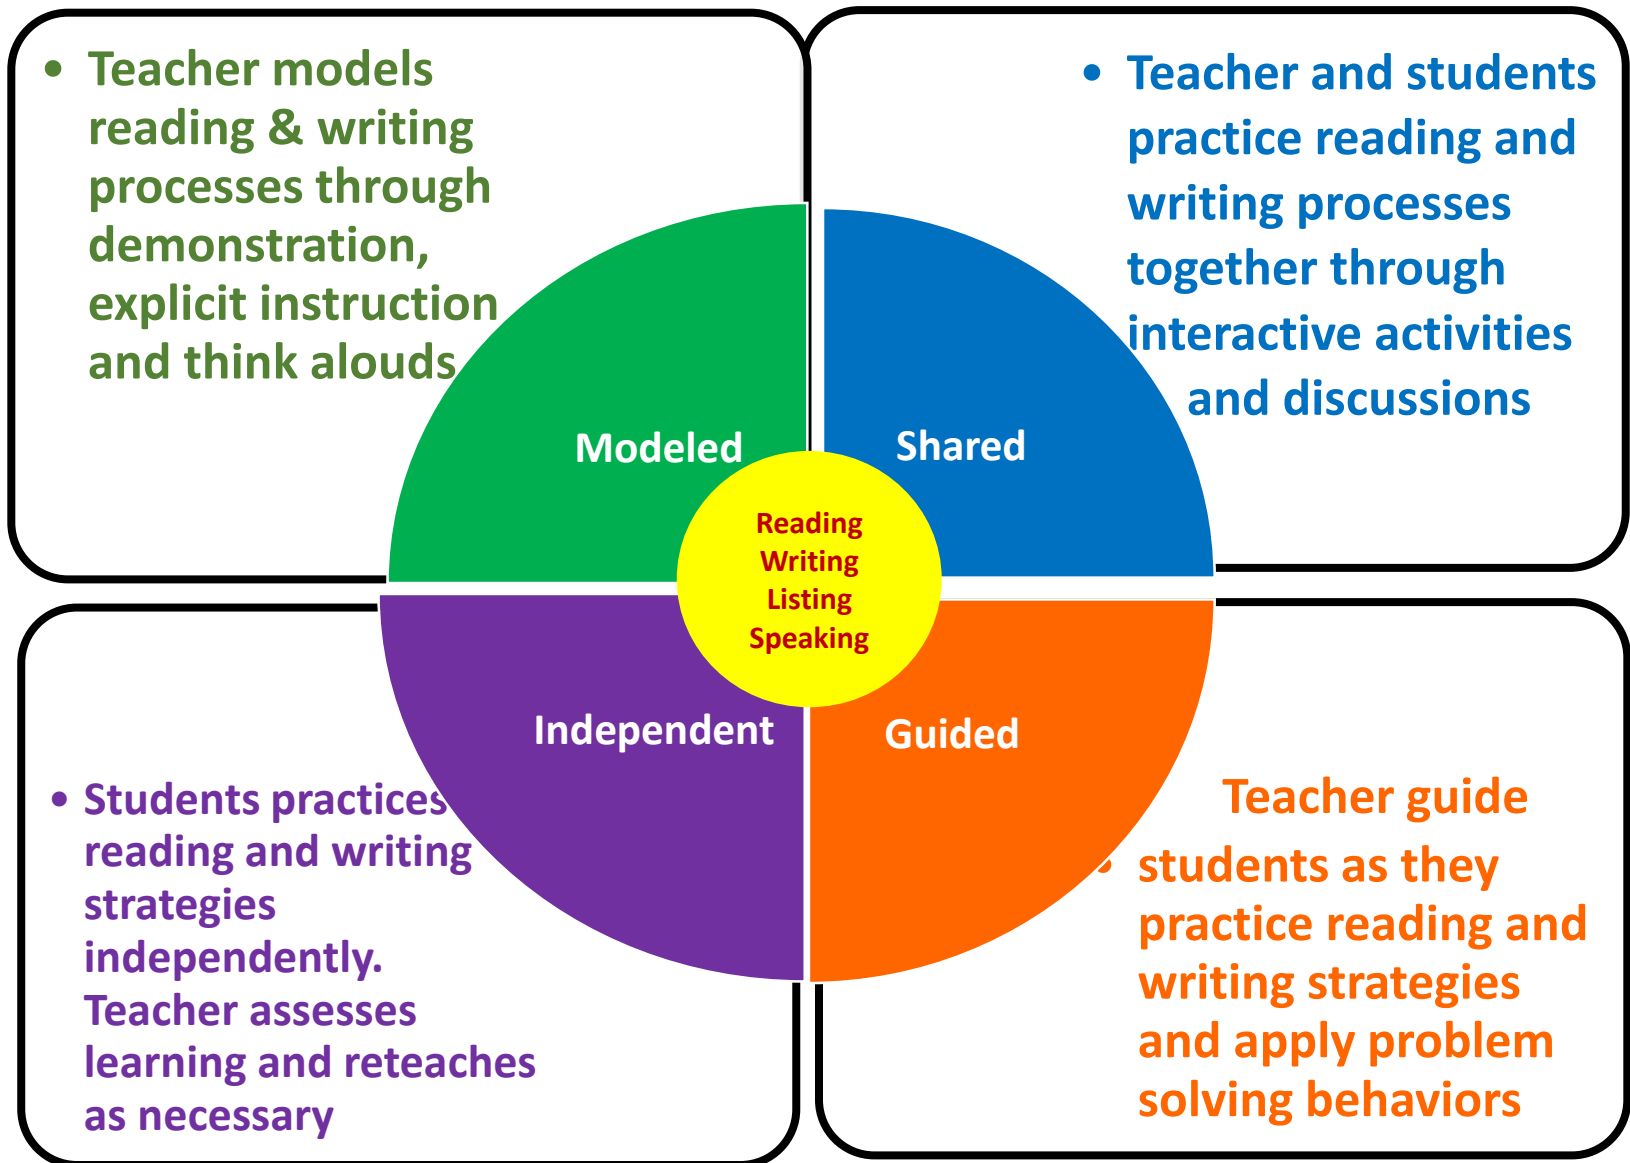 • Teacher models
reading & writing
processes through
demonstration,
explicit instruction
and think alouds
• Teacher and students
practice reading and
writing processes
together through
interactive activities
and discussions
Modeled
Shared
Reading
Writing
Listing
Speaking
Independent
Guided
• Students practices
reading and writing
strategies
independently.
Teacher assesses
learning and reteaches
as necessary
Teacher guide
• students as they
practice reading and
writing strategies
and apply problem
solving behaviors